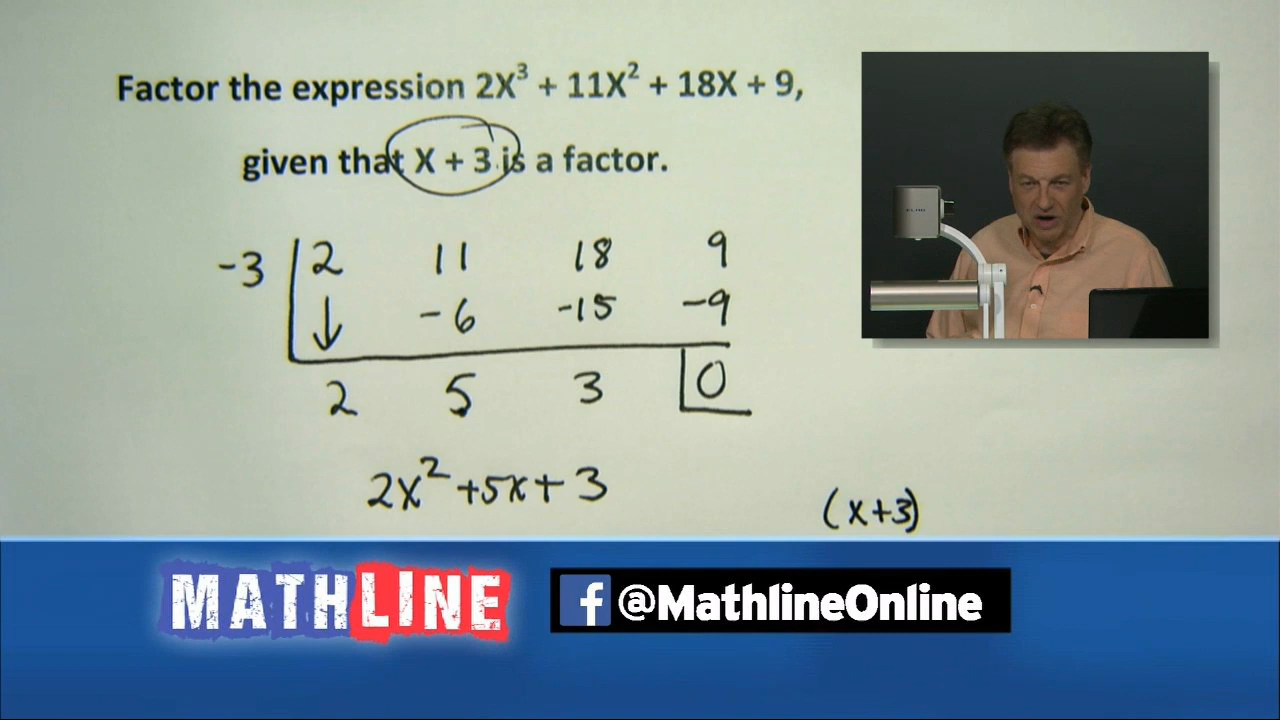 Factor the expression 2X³ + 11X² + 18X + 9,
given that X + 3 is a factor.
-3 2 11 18 9
-6 -15 -9
2 5 3 0
2x² +5x+ 3
(x+3)
MATHLINE
f @MathlineOnline